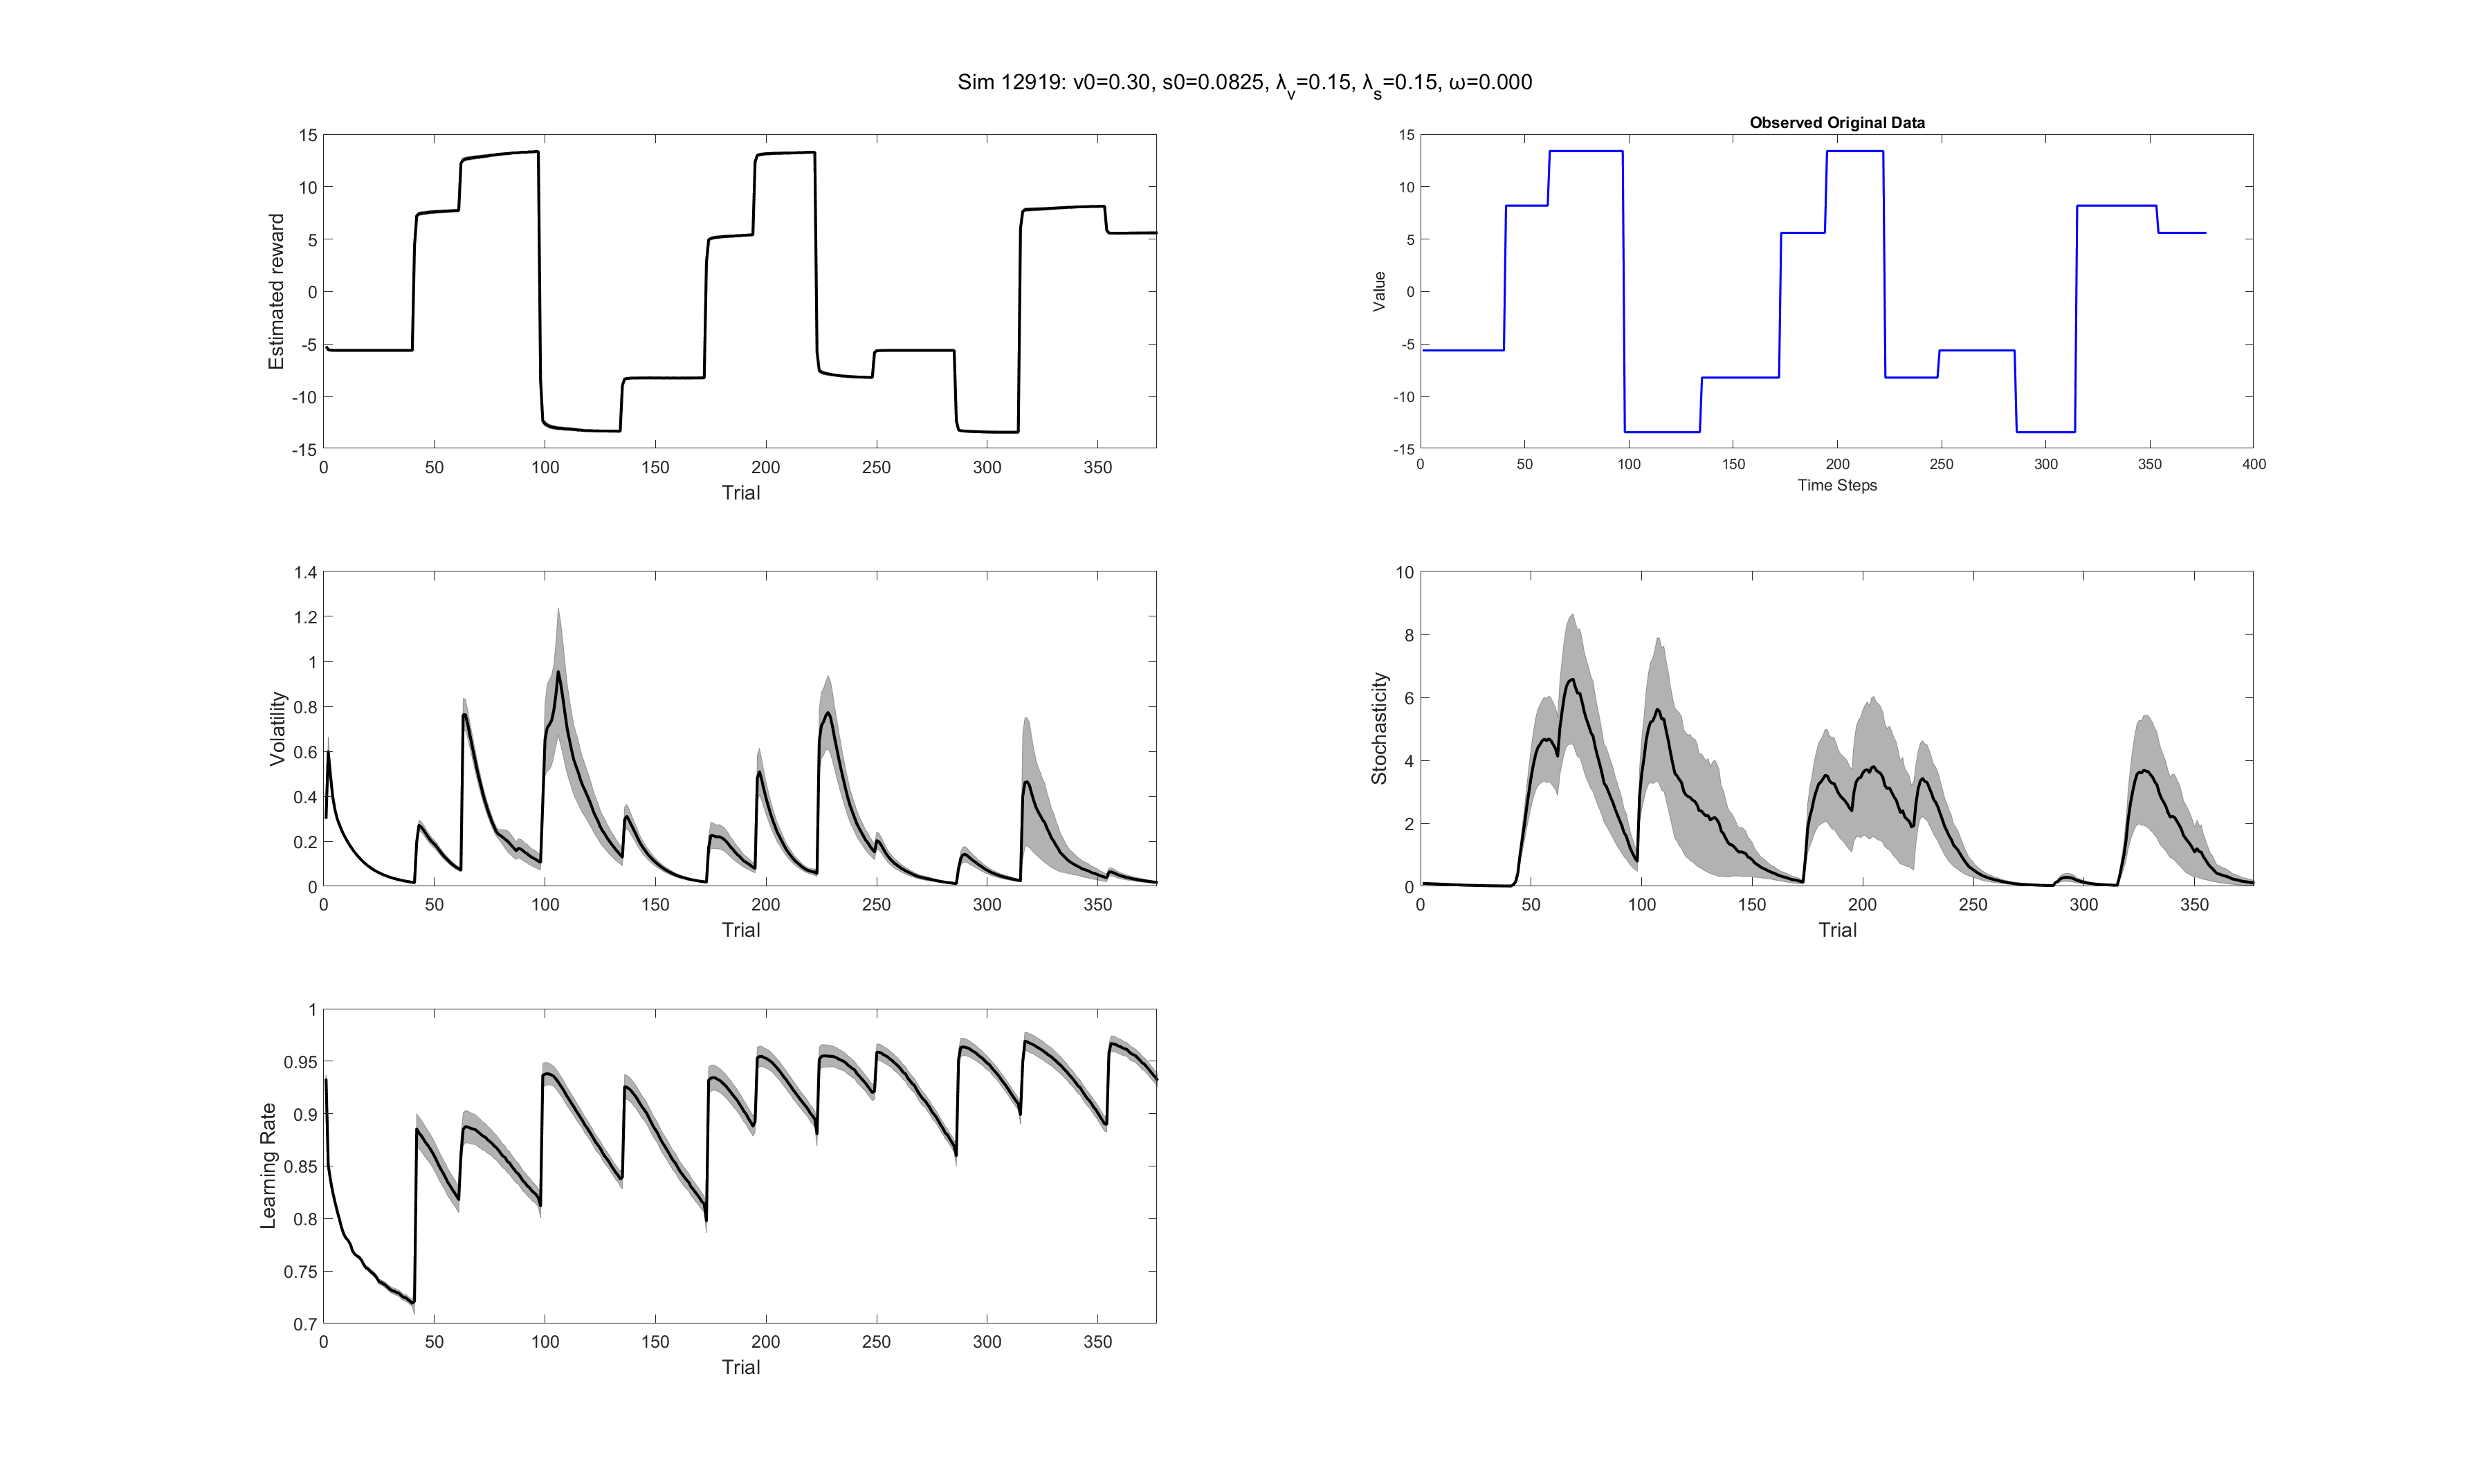 Sim 12919: v0=0.30, s0=0.0825, λv=0.15, λs=0.15, ω=0.000
15
10
5
0
-5
-10
-15
Estimated reward
0 50 100 150 200 250 300 350
Trial
Observed Original Data
15
10
5
0
-5
-10
-15
Value
0 50 100 150 200 250 300 350 400
Time Steps
1.4
1.2
1
0.8
0.6
0.4
0.2
0
Volatility
0 50 100 150 200 250 300 350
Trial
10
8
6
4
2
0
Stochasticity
0 50 100 150 200 250 300 350
Trial
1
0.95
0.9
0.85
0.8
0.75
0.7
Learning Rate
0 50 100 150 200 250 300 350
Trial